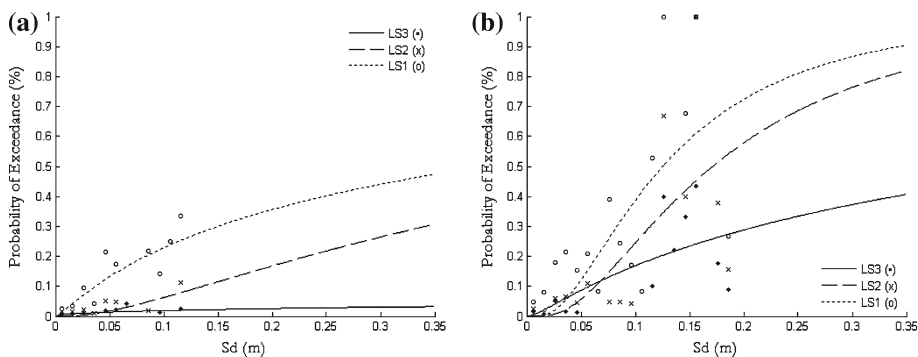 (a)
Probability of Exceedance (%)
1
0.9
0.8
0.7
0.6
0.5
0.4
0.3
0.2
0.1
0
0 0.05 0.1 0.15 0.2 0.25 0.3 0.35
Sd (m)
LS3 (•)
LS2 (x)
LS1 (o)
(b)
Probability of Exceedance (%)
1
0.9
0.8
0.7
0.6
0.5
0.4
0.3
0.2
0.1
0
0 0.05 0.1 0.15 0.2 0.25 0.3 0.35
Sd (m)
LS3 (•)
LS2 (x)
LS1 (o)